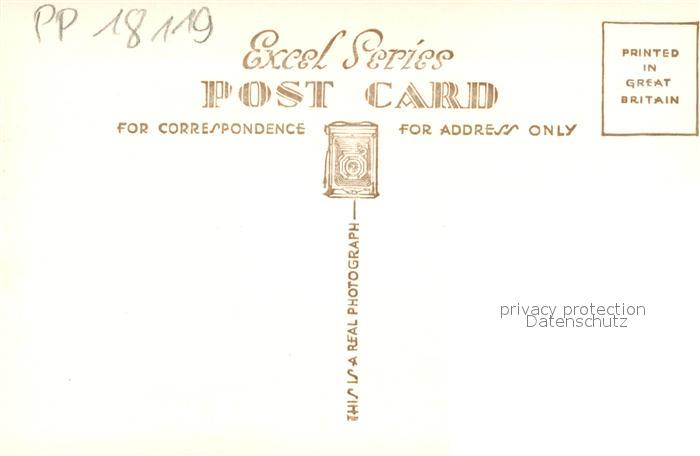 PP 18119
Excel Series
POST CARD
FOR CORRESPONDENCE
FOR ADDRESS ONLY
PRINTED
IN
GREAT
BRITAIN
THIS IS A REAL PHOTOGRAPH
privacy protection
Datenschutz